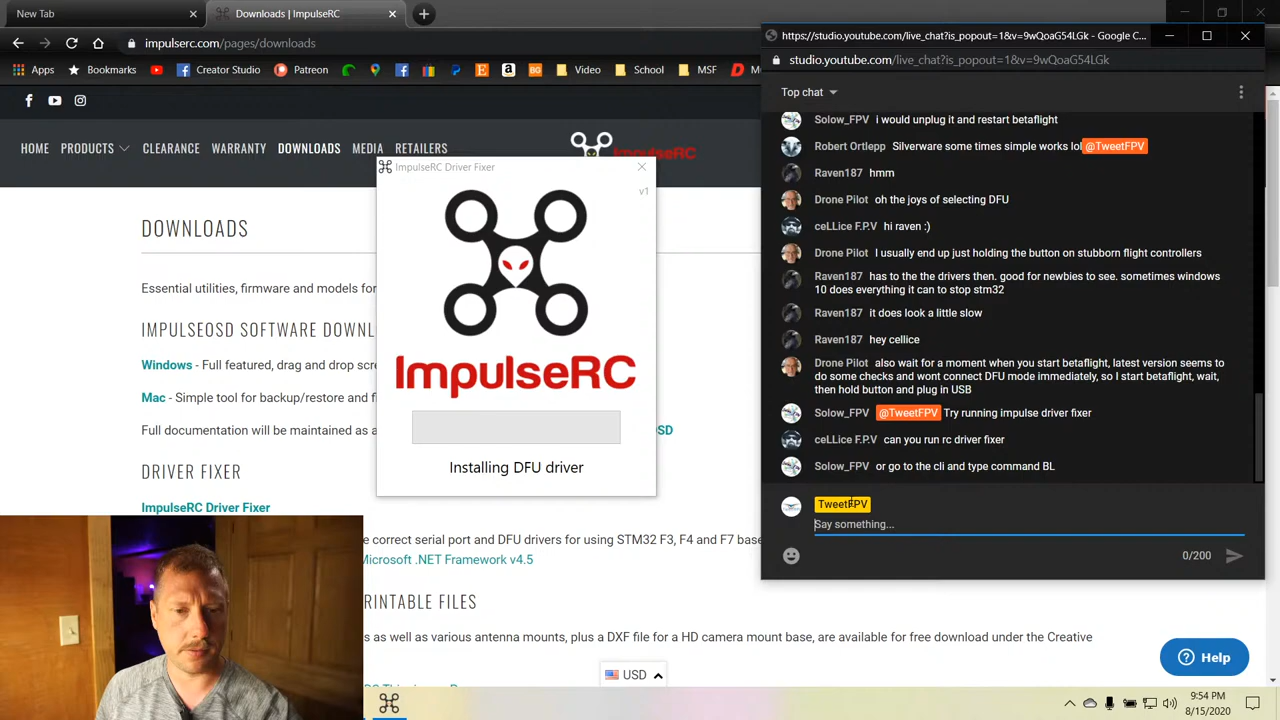 New Tab
Downloads | ImpulseRC
impulserc.com/pages/downloads
Apps
Bookmarks
Creator Studio
Patreon
Video
School
MSF
HOME
PRODUCTS
CLEARANCE
WARRANTY
DOWNLOADS
MEDIA
RETAILERS
DOWNLOADS
Essential utilities, firmware and models for
IMPULSEOSD SOFTWARE DOWNL
Windows - Full featured, drag and drop scre
Mac - Simple tool for backup/restore and f
Full documentation will be maintained as a
SD
DRIVER FIXER
ImpulseRC Driver Fixer
e correct serial port and DFU drivers for using STM32 F3, F4 and F7 base
Microsoft .NET Framework v4.5
RINTABLE FILES
s as well as various antenna mounts, plus a DXF file for a HD camera mount base, are available for free download under the Creative
USD
Help
ImpulseRC Driver Fixer
v1
ImpulseRC
Installing DFU driver
https://studio.youtube.com/live_chat?is_popout=1&v=9wQoaG54LGk - Google C...
studio.youtube.com/live_chat?is_popout=1&v=9wQoaG54LGk
Top chat
Solow_FPV i would unplug it and restart betaflight
Robert Ortlepp Silverware some times simple works lol @TweetFPV
Raven187 hmm
Drone Pilot oh the joys of selecting DFU
ceLLice F.P.V hi raven :)
Drone Pilot I usually end up just holding the button on stubborn flight controllers
Raven187 has to the the drivers then. good for newbies to see. sometimes windows
10 does everything it can to stop stm32
Raven187 it does look a little slow
Raven187 hey cellice
Drone Pilot also wait for a moment when you start betaflight, latest version seems to
do some checks and wont connect DFU mode immediately, so I start betaflight, wait,
then hold button and plug in USB
Solow_FPV @TweetFPV Try running impulse driver fixer
ceLLice F.P.V can you run rc driver fixer
Solow_FPV or go to the cli and type command BL
TweetFPV
Say something...
0/200
9:54 PM
8/15/2020